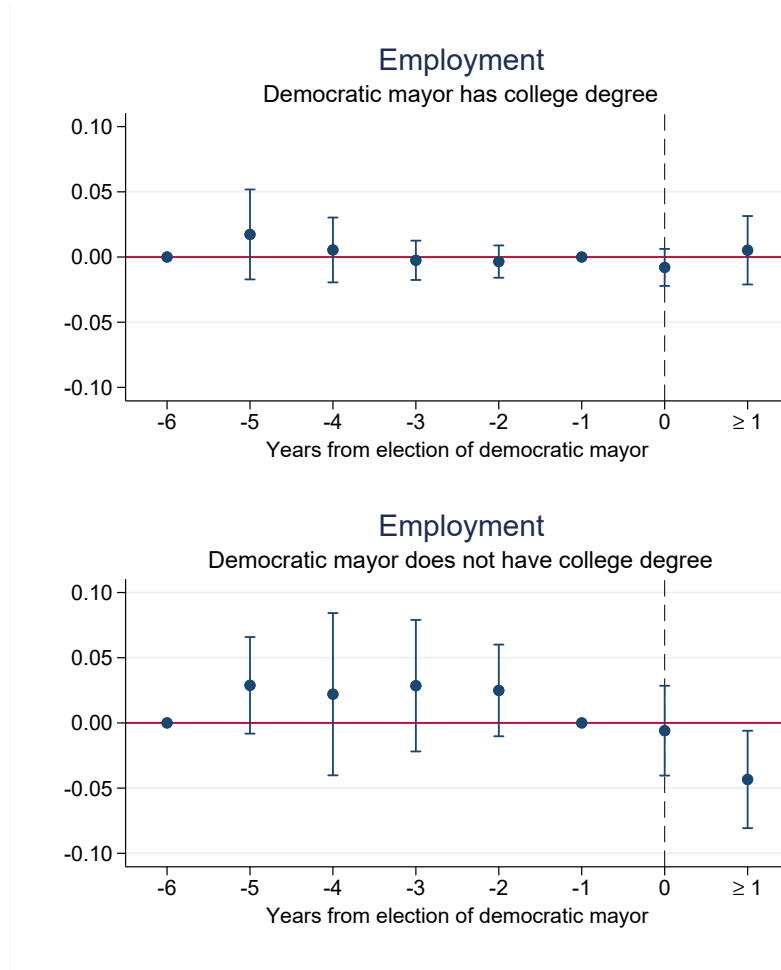 Employment
Democratic mayor has college degree
0.10
0.05
0.00
-0.05
-0.10
-6 -5 -4 -3 -2 -1 0 ≥ 1
Years from election of democratic mayor
Employment
Democratic mayor does not have college degree
0.10
0.05
0.00
-0.05
-0.10
-6 -5 -4 -3 -2 -1 0 ≥ 1
Years from election of democratic mayor